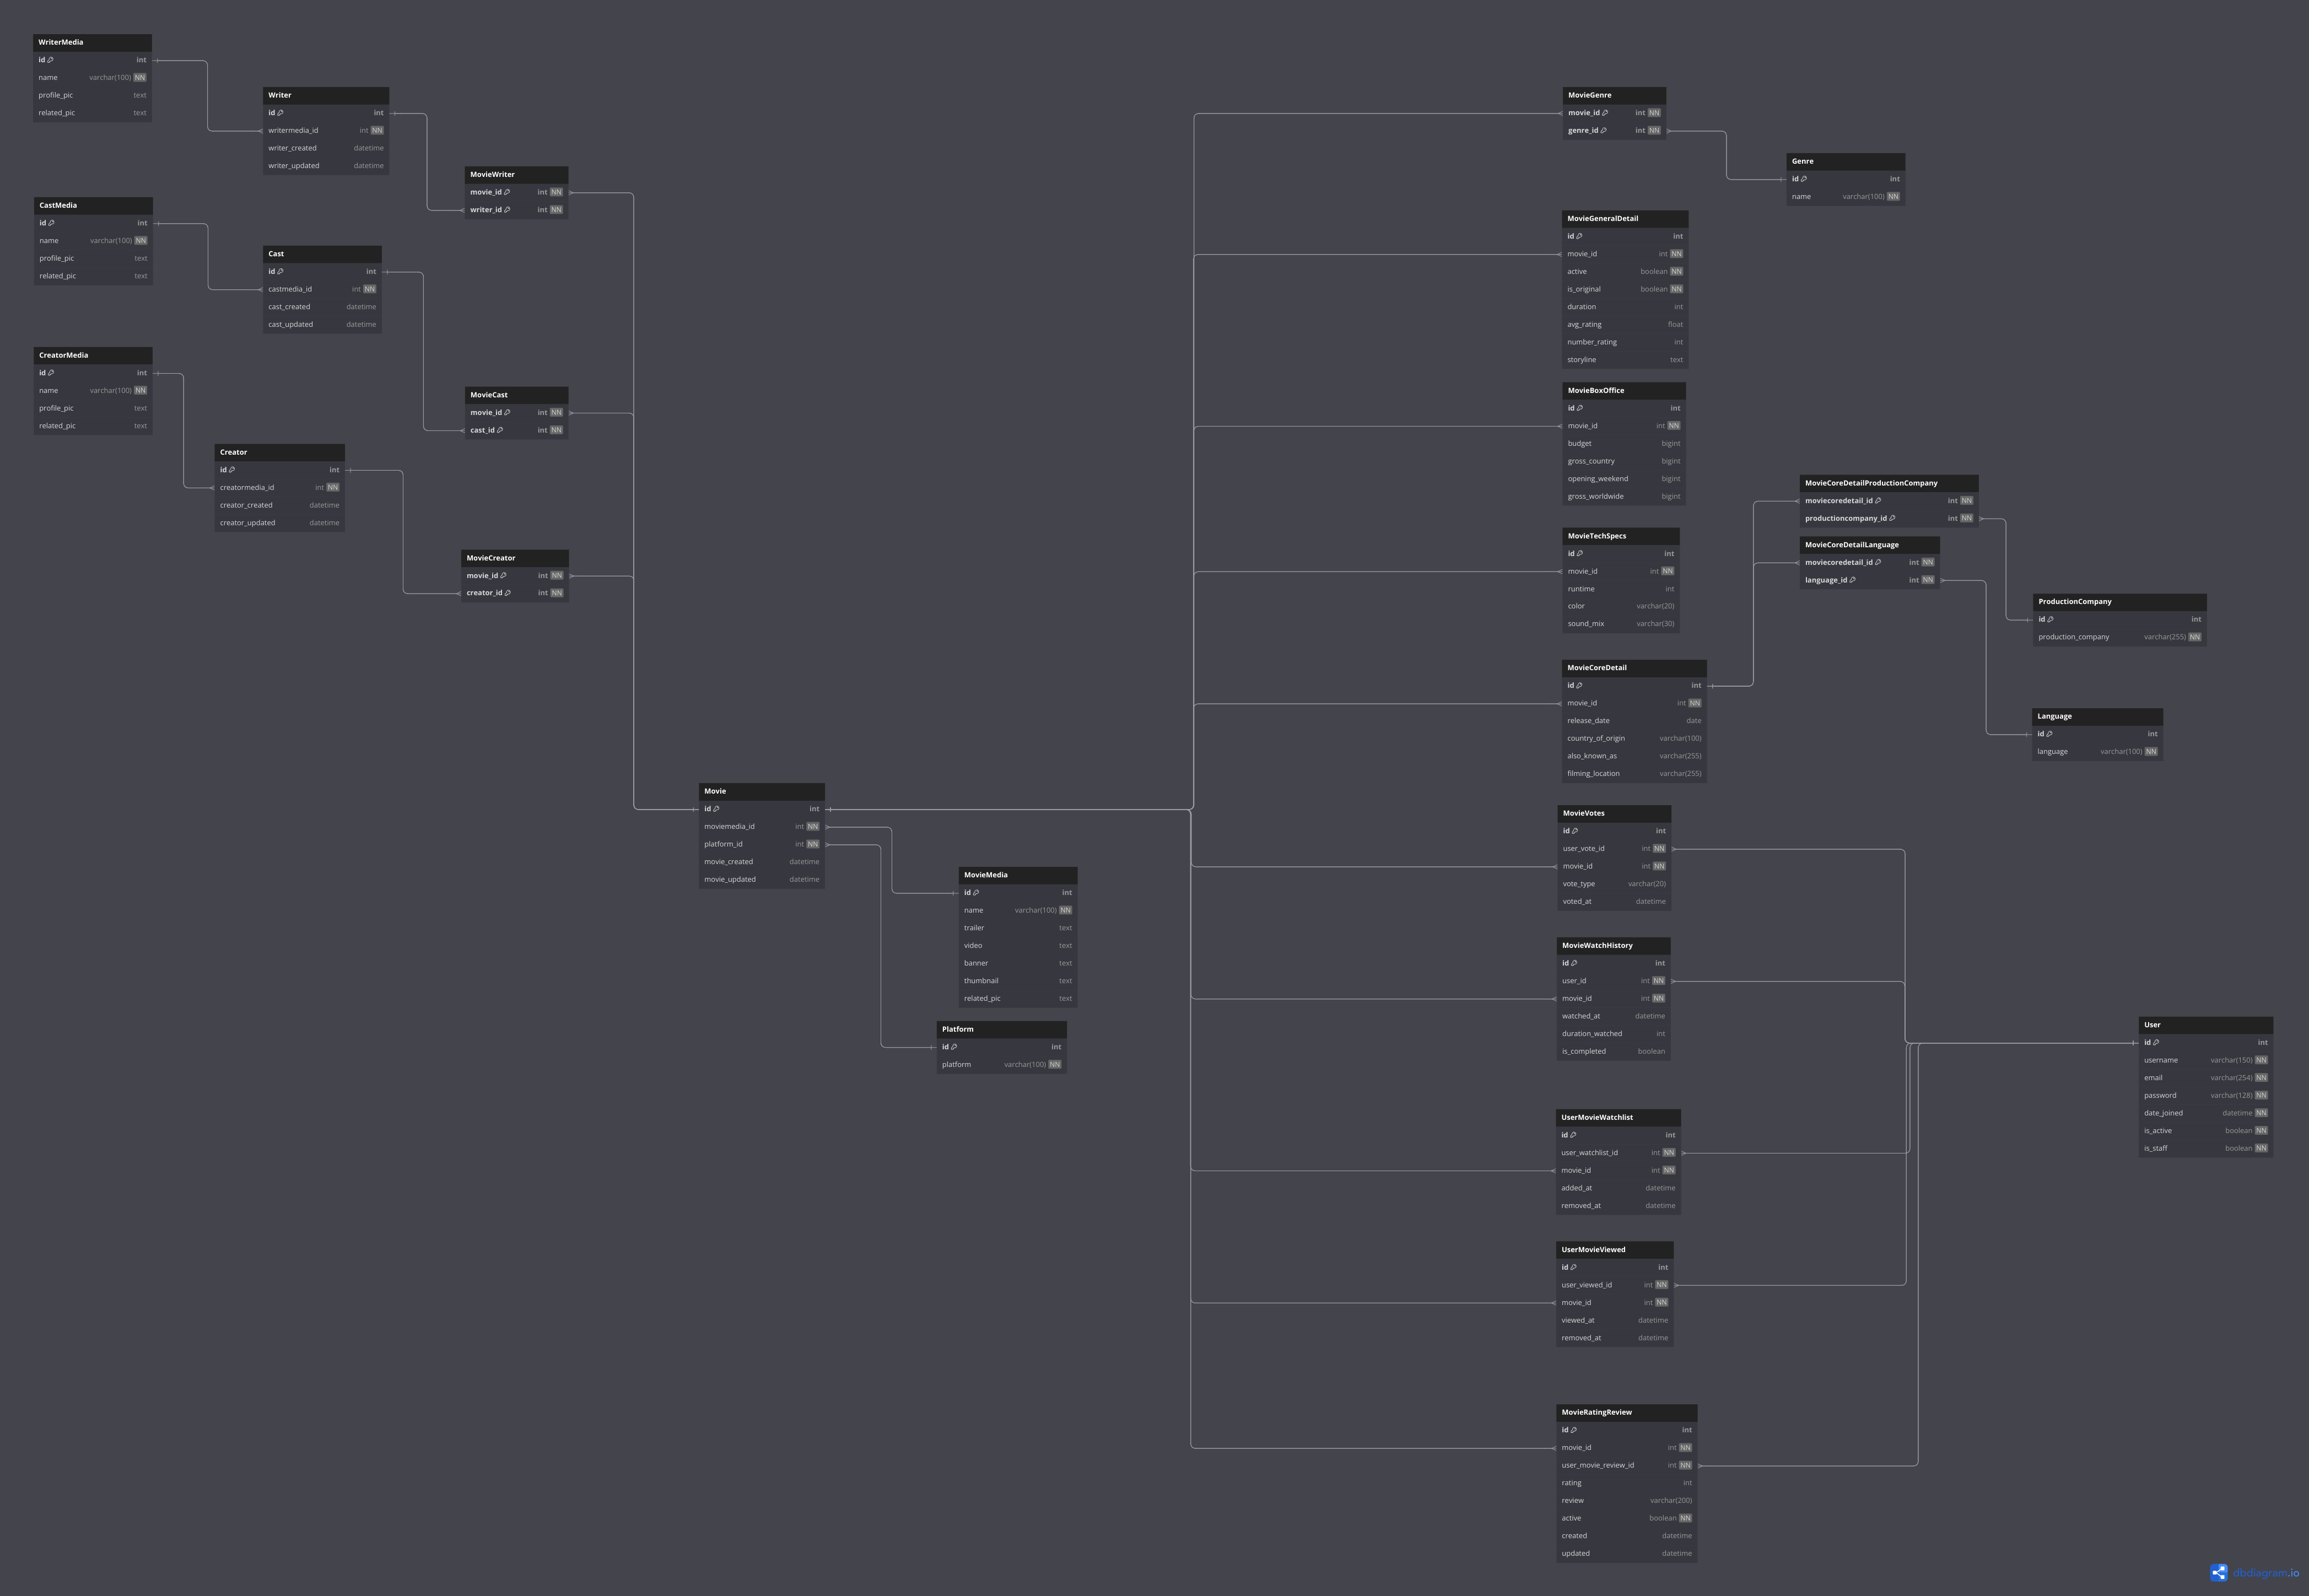 WriterMedia
id int
name varchar(100) NN
profile_pic text
related_pic text
Writer
id int
writermedia_id int NN
writer_created datetime
writer_updated datetime
MovieWriter
movie_id int NN
writer_id int NN
CastMedia
id int
name varchar(100) NN
profile_pic text
related_pic text
Cast
id int
castmedia_id int NN
cast_created datetime
cast_updated datetime
MovieCast
movie_id int NN
cast_id int NN
CreatorMedia
id int
name varchar(100) NN
profile_pic text
related_pic text
Creator
id int
creatormedia_id int NN
creator_created datetime
creator_updated datetime
MovieCreator
movie_id int NN
creator_id int NN
Movie
id int
moviemedia_id int NN
platform_id int NN
movie_created datetime
movie_updated datetime
MovieMedia
id int
name varchar(100) NN
trailer text
video text
banner text
thumbnail text
related_pic text
Platform
id int
platform varchar(100) NN
MovieGenre
movie_id int NN
genre_id int NN
Genre
id int
name varchar(100) NN
MovieGeneralDetail
id int
movie_id int NN
active boolean NN
is_original boolean NN
duration int
avg_rating float
number_rating int
storyline text
MovieBoxOffice
id int
movie_id int NN
budget bigint
gross_country bigint
opening_weekend bigint
gross_worldwide bigint
MovieTechSpecs
id int
movie_id int NN
runtime int
color varchar(20)
sound_mix varchar(30)
MovieCoreDetail
id int
movie_id int NN
release_date date
country_of_origin varchar(100)
also_known_as varchar(255)
filming_location varchar(255)
MovieCoreDetailProductionCompany
moviecoredetail_id int NN
productioncompany_id int NN
MovieCoreDetailLanguage
moviecoredetail_id int NN
language_id int NN
ProductionCompany
id int
production_company varchar(255) NN
Language
id int
language varchar(100) NN
MovieVotes
id int
user_vote_id int NN
movie_id int NN
vote_type varchar(20)
voted_at datetime
MovieWatchHistory
id int
user_id int NN
movie_id int NN
watched_at datetime
duration_watched int
is_completed boolean
UserMovieWatchlist
id int
user_watchlist_id int NN
movie_id int NN
added_at datetime
removed_at datetime
UserMovieViewed
id int
user_viewed_id int NN
movie_id int NN
viewed_at datetime
removed_at datetime
MovieRatingReview
id int
movie_id int NN
user_movie_review_id int NN
rating int
review varchar(200)
active boolean NN
created datetime
updated datetime
User
id int
username varchar(150) NN
email varchar(254) NN
password varchar(128) NN
date_joined datetime NN
is_active boolean NN
is_staff boolean NN
dbdiagram.io